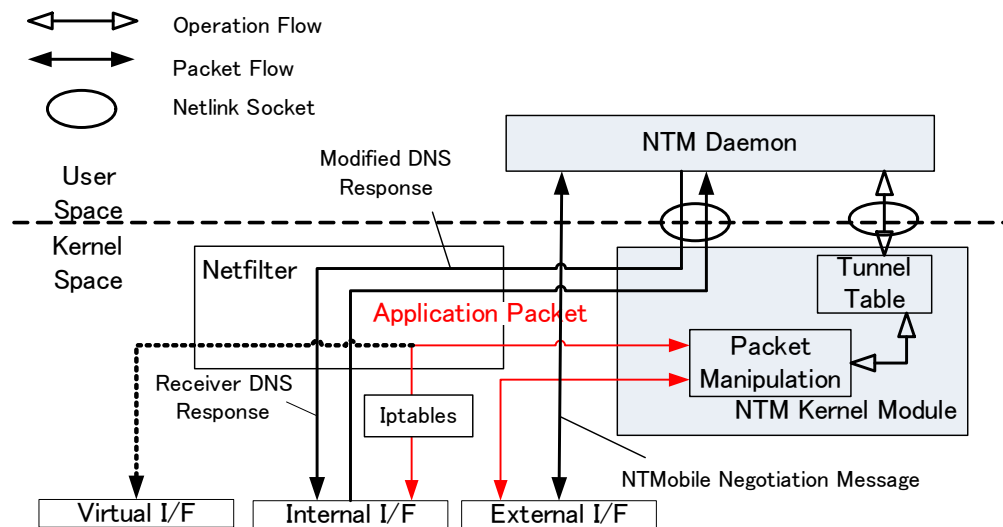 Operation Flow
Packet Flow
Netlink Socket
NTM Daemon
Modified DNS
Response
User
Space
Kernel
Space
Netfilter
Tunnel
Table
Application Packet
Packet
Manipulation
Receiver DNS
Response
Iptables
NTM Kernel Module
NTMobile Negotiation Message
Virtual I/F
Internal I/F
External I/F